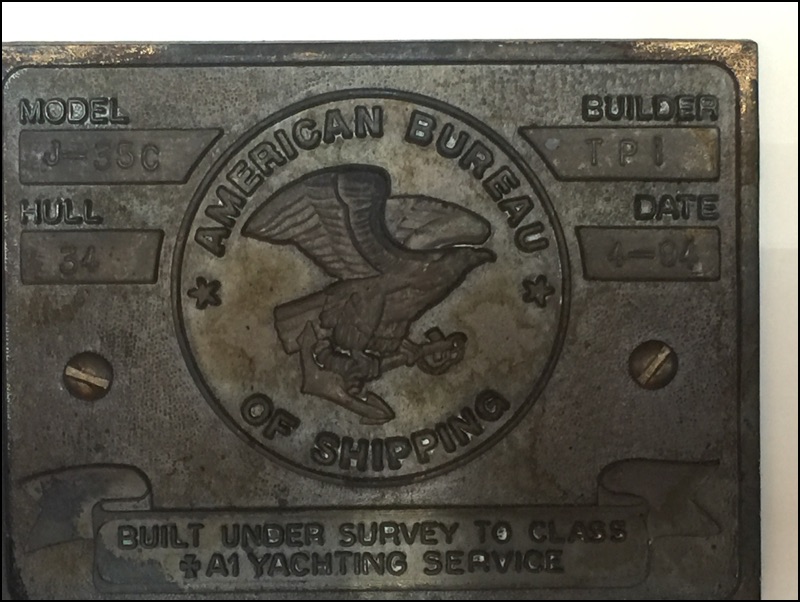 MODEL
J-35C
BUILDER
TPI
HULL
34
DATE
4-94
AMERICAN BUREAU
OF SHIPPING
BUILT UNDER SURVEY TO CLASS
✠ A1 YACHTING SERVICE